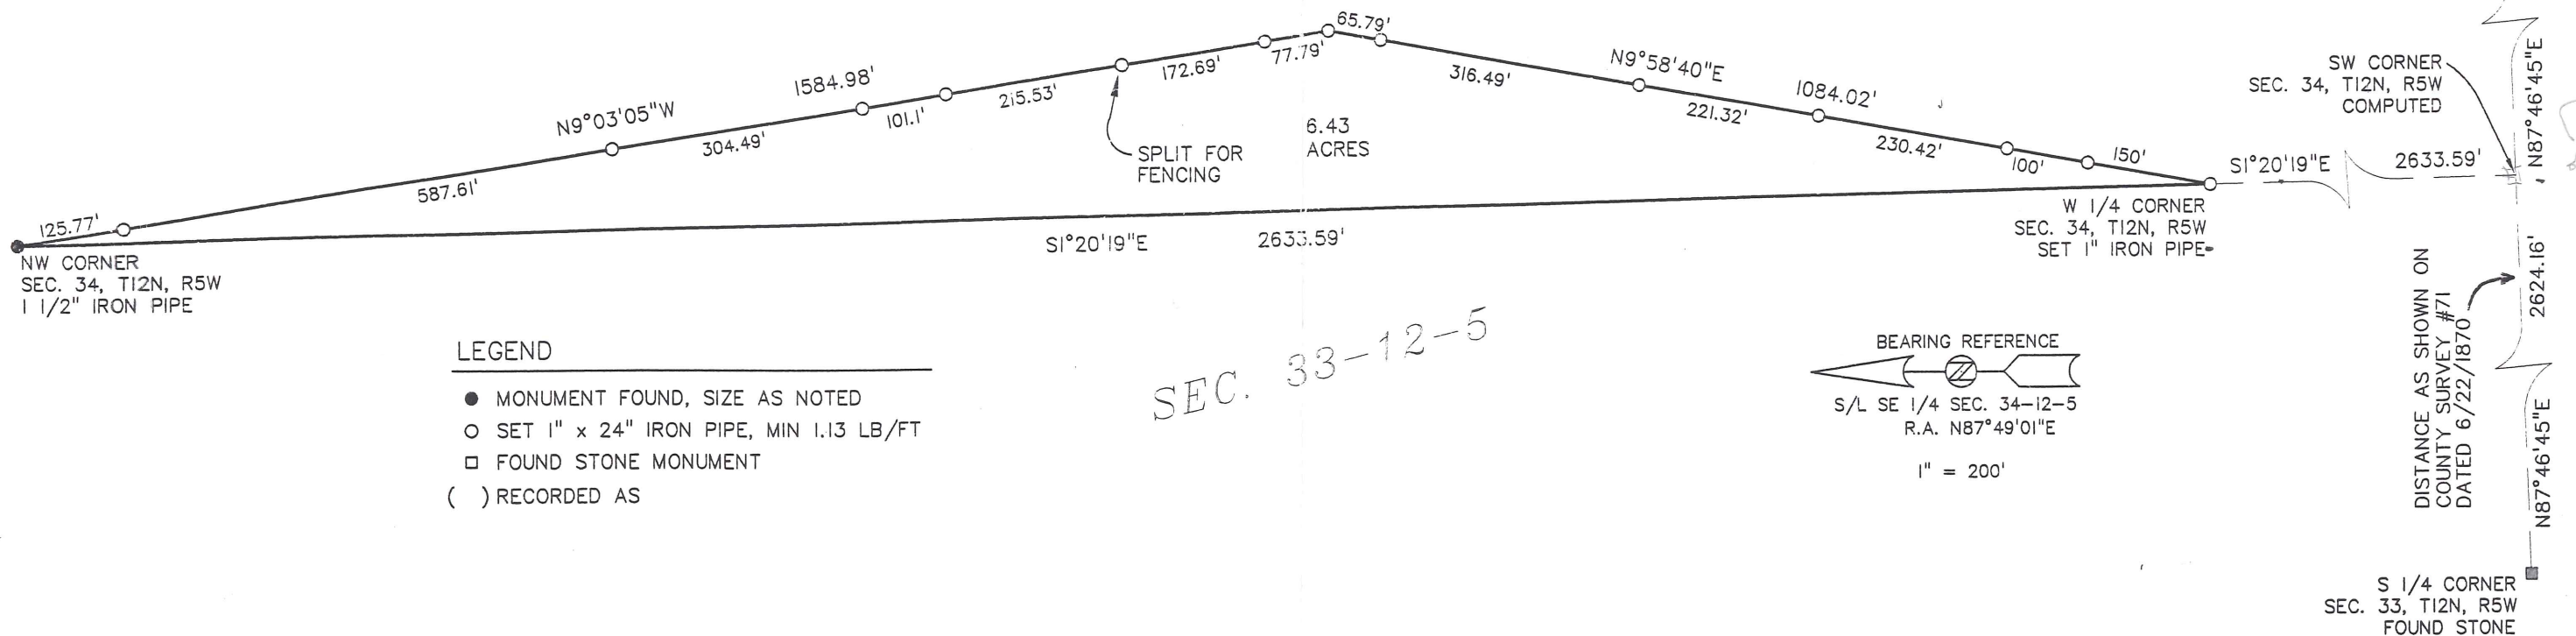 65.79'
77.79'
172.69'
1584.98'
215.53'
101.1'
N9°03'05"W
304.49'
587.61'
125.77'
316.49'
N9°58'40"E
1084.02'
221.32'
230.42'
100'
150'
6.43
ACRES
SPLIT FOR
FENCING
S1°20'19"E
2633.59'
SW CORNER
SEC. 34, T12N, R5W
COMPUTED
N87°46'45"E
S1°20'19"E
2633.59'
W 1/4 CORNER
SEC. 34, T12N, R5W
SET 1" IRON PIPE
NW CORNER
SEC. 34, T12N, R5W
1 1/2" IRON PIPE
LEGEND
MONUMENT FOUND, SIZE AS NOTED
SET 1" x 24" IRON PIPE, MIN 1.13 LB/FT
FOUND STONE MONUMENT
( ) RECORDED AS
SEC. 33-12-5
BEARING REFERENCE
S/L SE 1/4 SEC. 34-12-5
R.A. N87°49'01"E
1" = 200'
DISTANCE AS SHOWN ON
COUNTY SURVEY #71
DATED 6/22/1870
2624.16'
N87°46'45"E
S 1/4 CORNER
SEC. 33, T12N, R5W
FOUND STONE